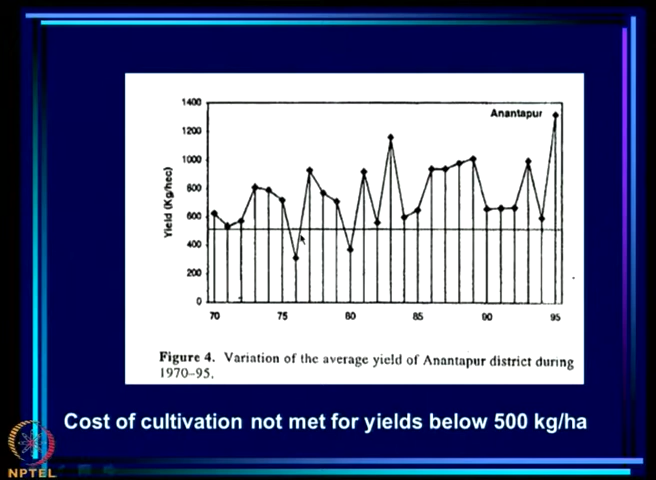 Anantapur
1400
1200
1000
800
600
400
200
0
Yield (Kg/hec)
70 75 80 85 90 95
Figure 4. Variation of the average yield of Anantapur district during
1970–95.
Cost of cultivation not met for yields below 500 kg/ha
NPTEL